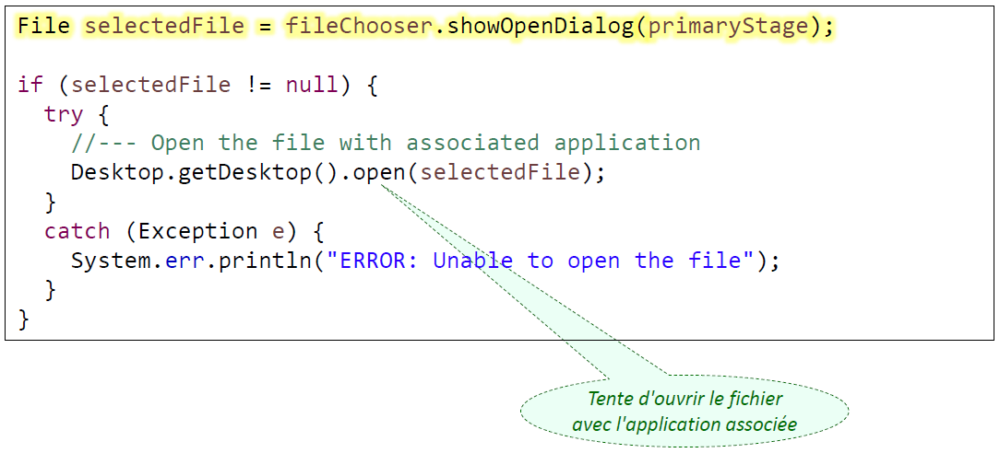 File selectedFile = fileChooser.showOpenDialog(primaryStage);
if (selectedFile != null) {
try {
//--- Open the file with associated application
Desktop.getDesktop().open(selectedFile);
}
catch (Exception e) {
System.err.println("ERROR: Unable to open the file");
}
}
Tente d'ouvrir le fichier
avec l'application associée